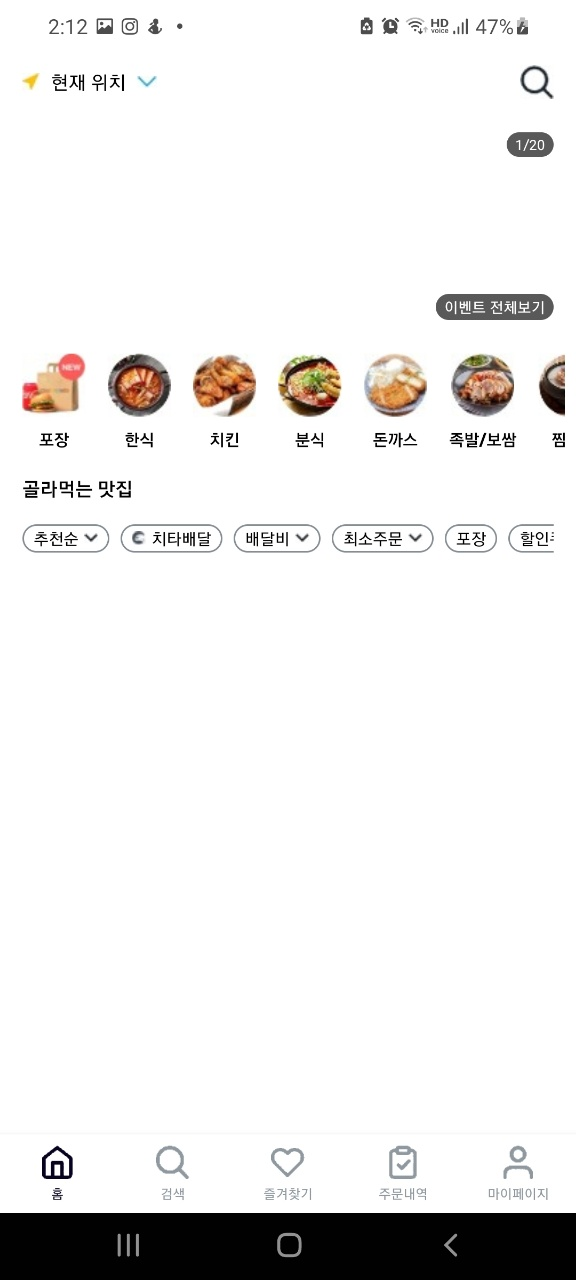 2:12 HD voice 47%
현재 위치
1/20
이벤트 전체보기
NEW
포장 한식 치킨 분식 돈까스 족발/보쌈 찜
골라먹는 맛집
추천순 치타배달 배달비 최소주문 포장 할인
홈 검색 즐겨찾기 주문내역 마이페이지